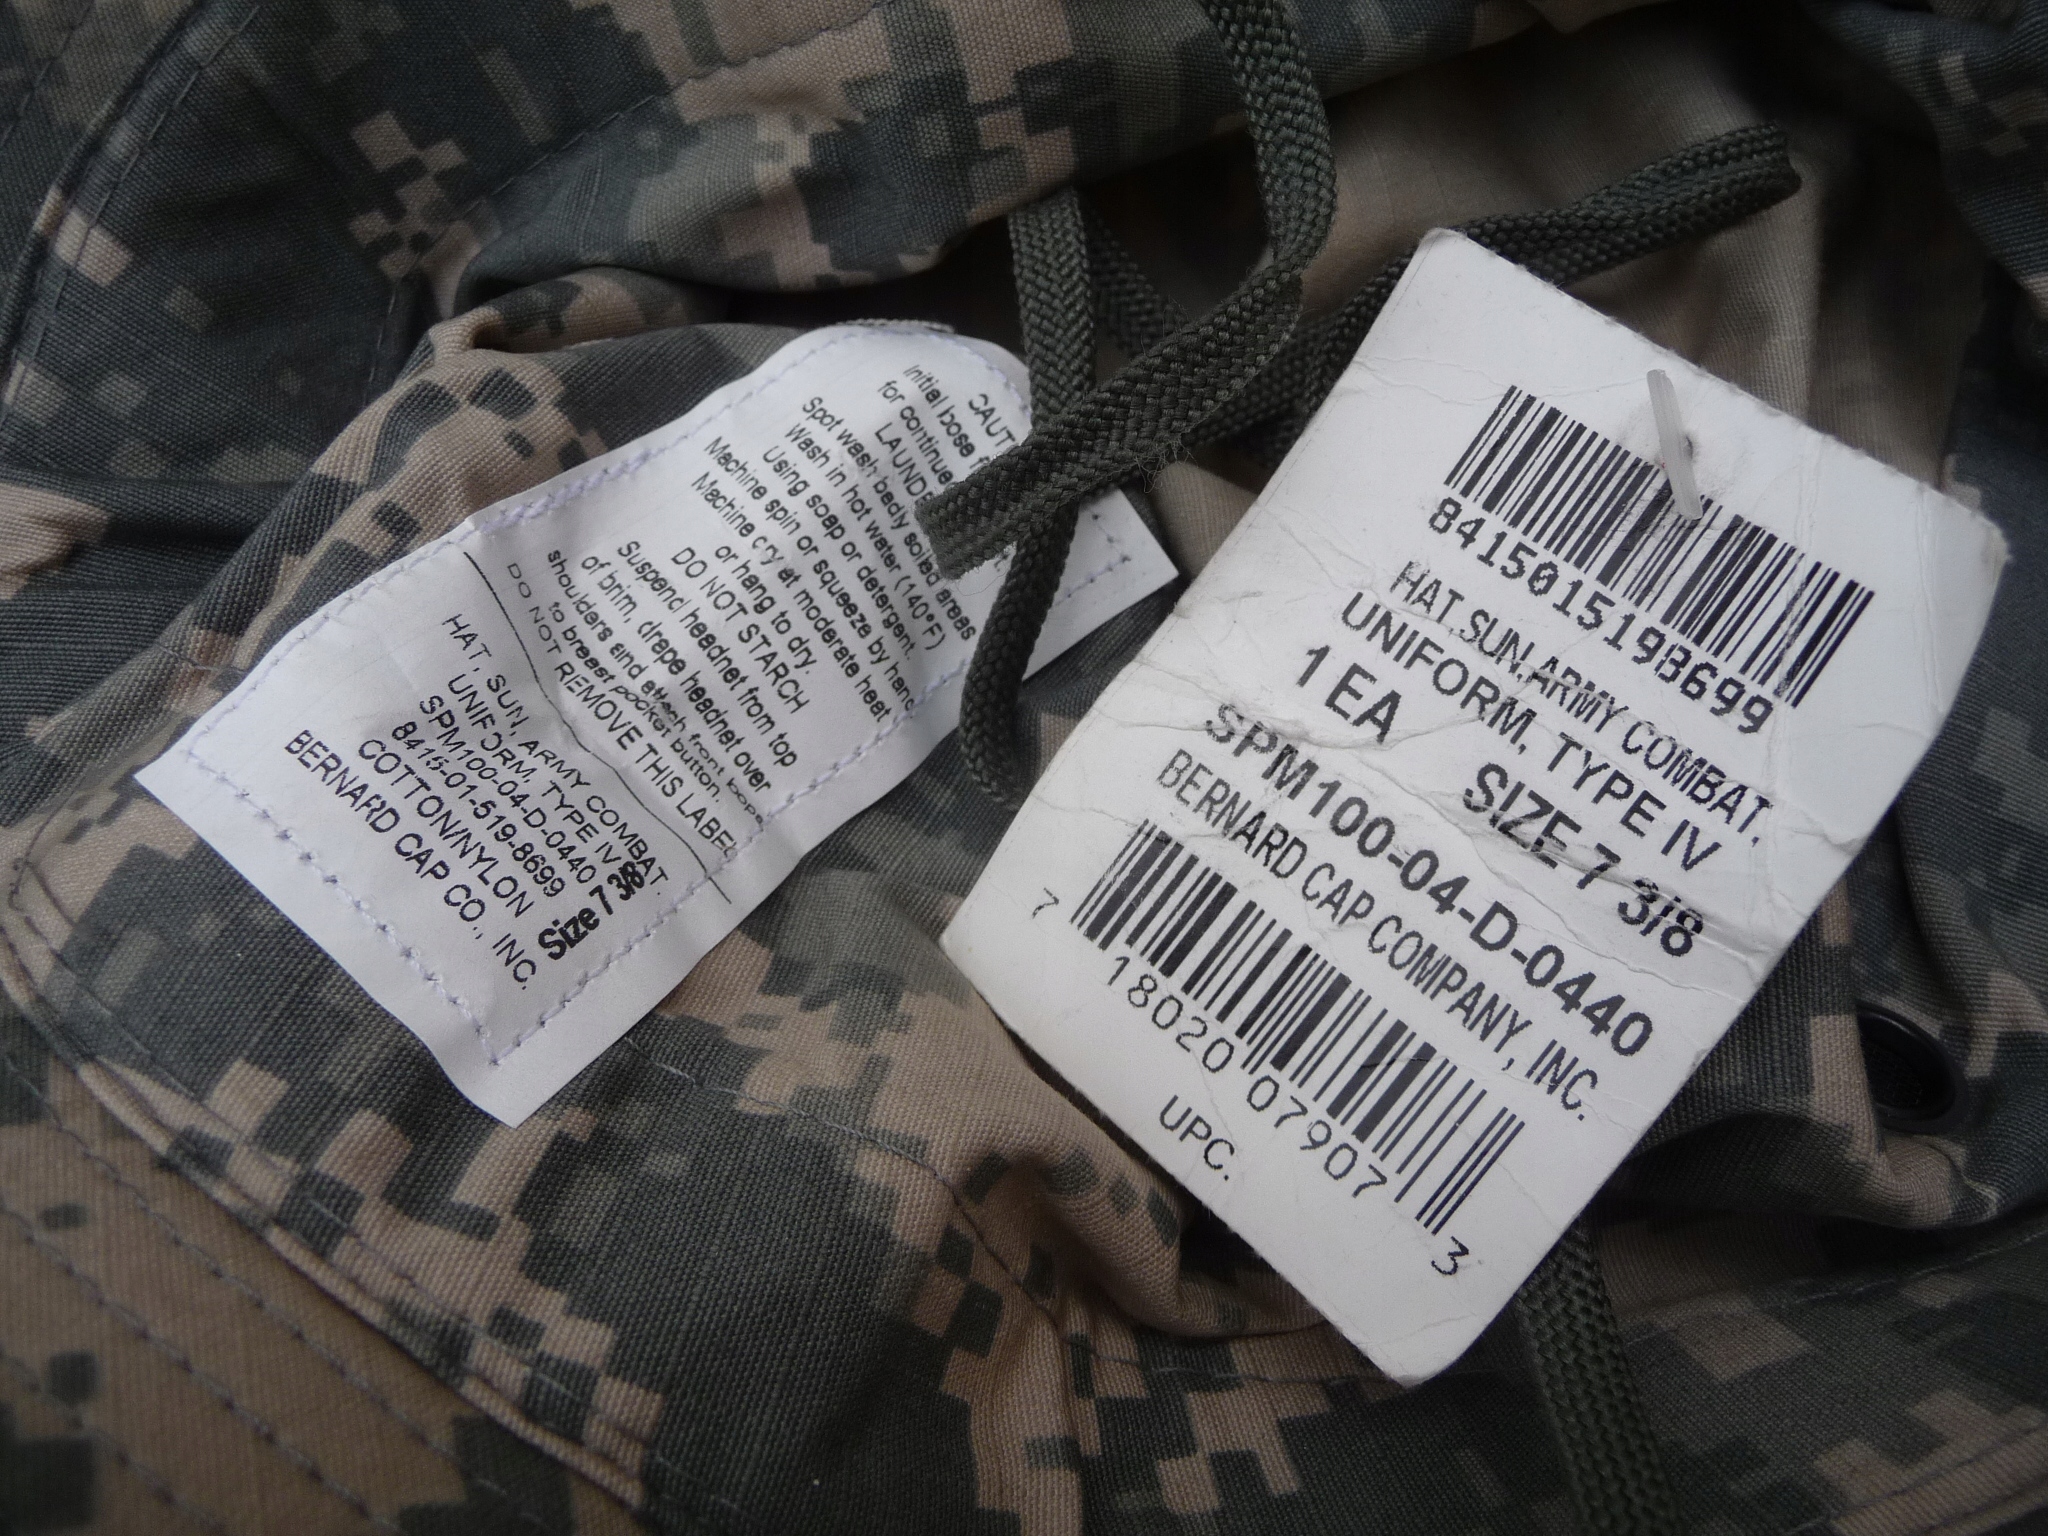 CAUT
Initial bose
for continue
LAUNDE
Spot wash badly soiled areas
Wash in hot water (140°F)
Using soap or detergent
Machine spin or squeeze by hand
Machine cry at moderate heat
or hang to dry.
DO NOT STARCH
Suspend headnet from top
of brim, drape headnet over
shoulders and attach front
to breast pocket button.
DO NOT REMOVE THIS LABEL
HAT, SUN, ARMY COMBAT.
UNIFORM, TYPE IV
SPM100-04-D-0440
8415-01-519-8699
COTTON/NYLON Size 7 3/8
BERNARD CAP CO., INC.
8415015198699
HAT,SUN,ARMY COMBAT.
UNIFORM, TYPE IV
1 EA SIZE 7 3/8
SPM100-04-D-0440
BERNARD CAP COMPANY, INC.
7 18020 07907 3
UPC.